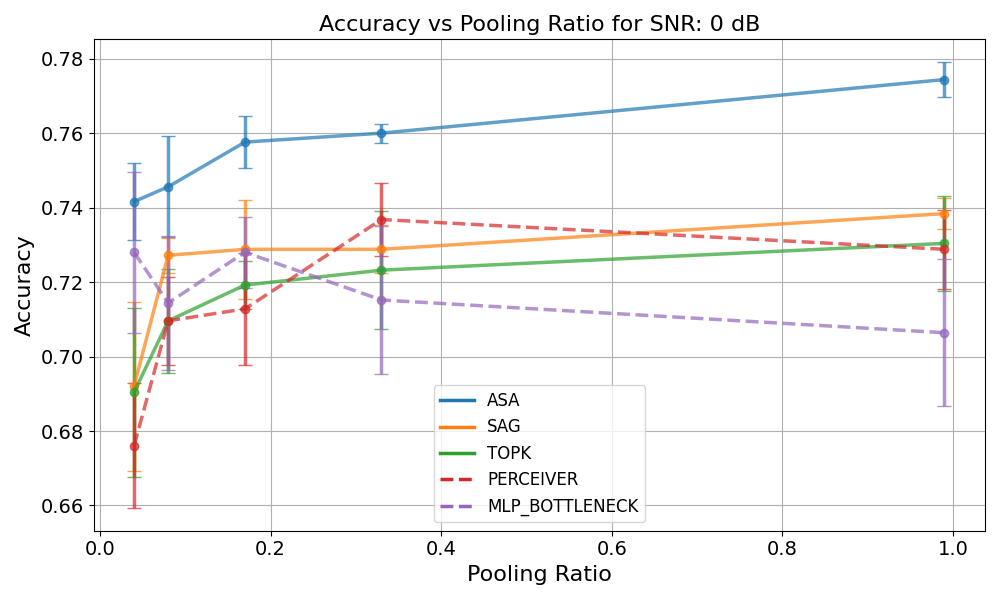 Accuracy vs Pooling Ratio for SNR: 0 dB
0.78
0.76
0.74
0.72
0.70
0.68
0.66
Accuracy
ASA
SAG
TOPK
PERCEIVER
MLP_BOTTLENECK
0.0 0.2 0.4 0.6 0.8 1.0
Pooling Ratio